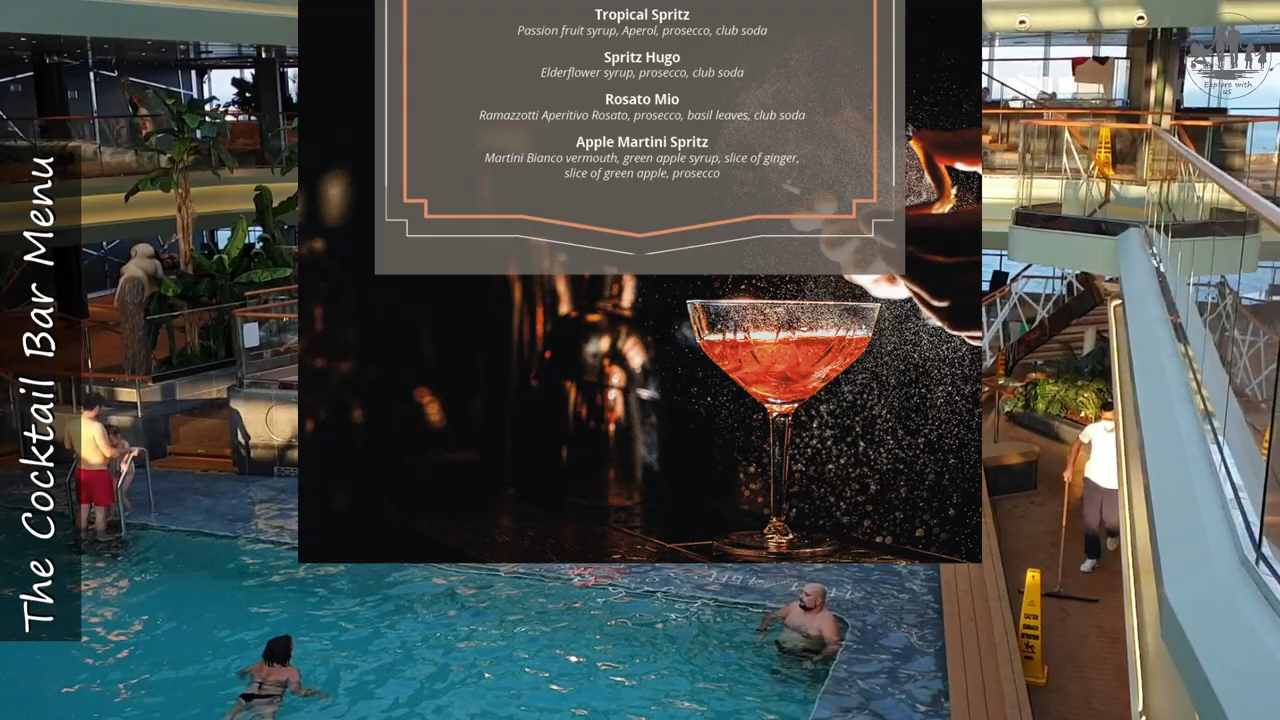 Tropical Spritz
Passion fruit syrup, Aperol, prosecco, club soda
Spritz Hugo
Elderflower syrup, prosecco, club soda
Rosato Mio
Ramazzotti Aperitivo Rosato, prosecco, basil leaves, club soda
Apple Martini Spritz
Martini Bianco vermouth, green apple syrup, slice of ginger,
slice of green apple, prosecco
The Cocktail Bar Menu
Explore with
us